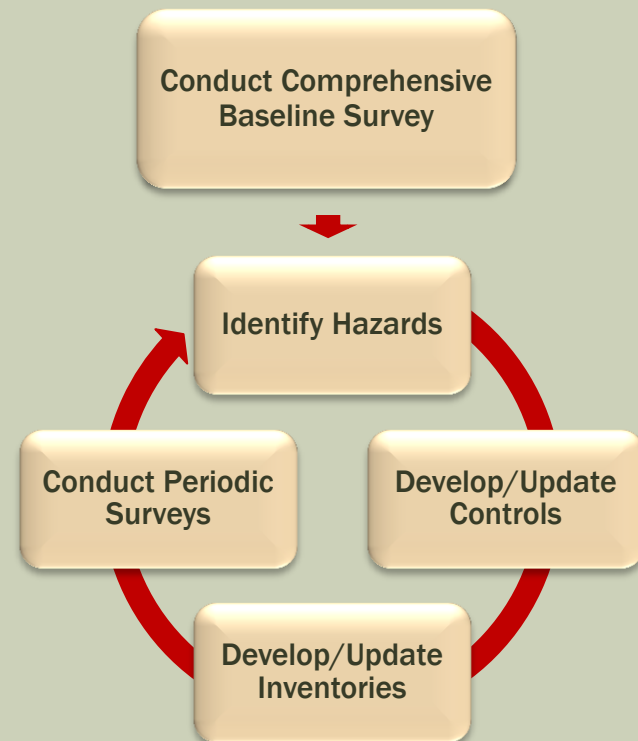 Conduct Comprehensive
Baseline Survey
Identify Hazards
Develop/Update
Controls
Develop/Update
Inventories
Conduct Periodic
Surveys